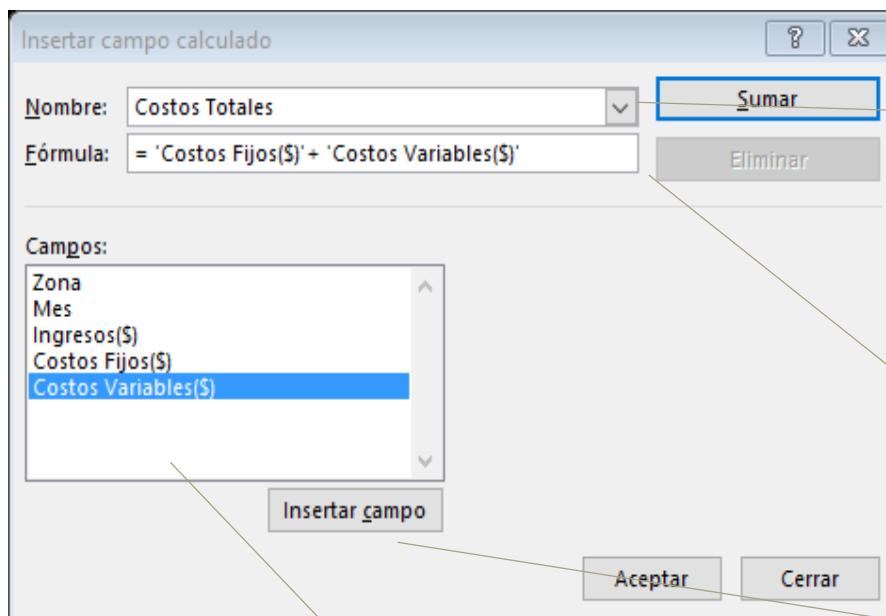 Insertar campo calculado
Nombre: Costos Totales
Sumar
Fórmula: = 'Costos Fijos($)'+ 'Costos Variables($)'
Eliminar
Campos:
Zona
Mes
Ingresos($)
Costos Fijos($)
Costos Variables($)
Insertar campo
Aceptar
Cerrar